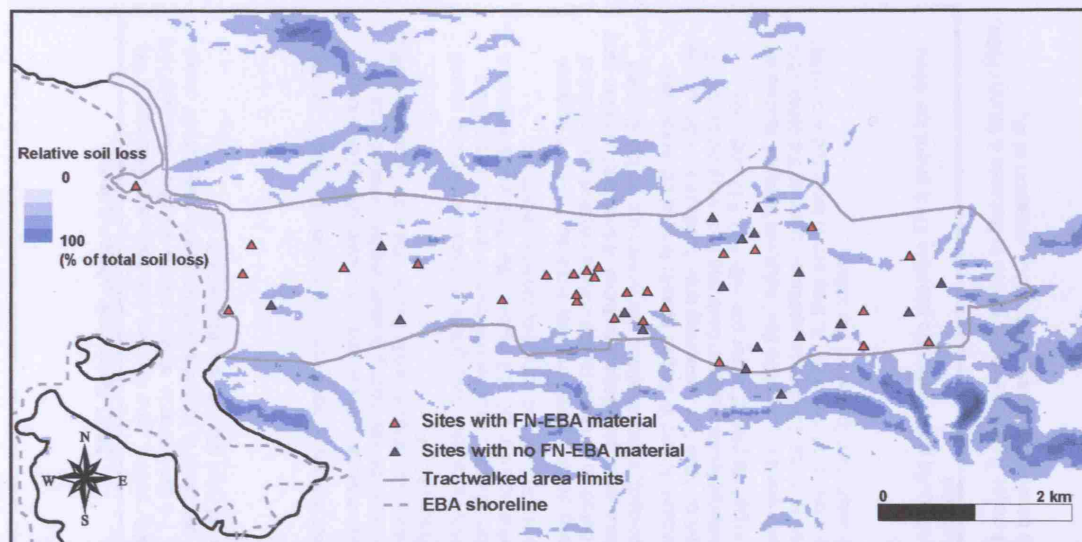 Relative soil loss
0
100
(% of total soil loss)
Sites with FN-EBA material
Sites with no FN-EBA material
Tractwalked area limits
EBA shoreline
N
W E
S
0 2 km